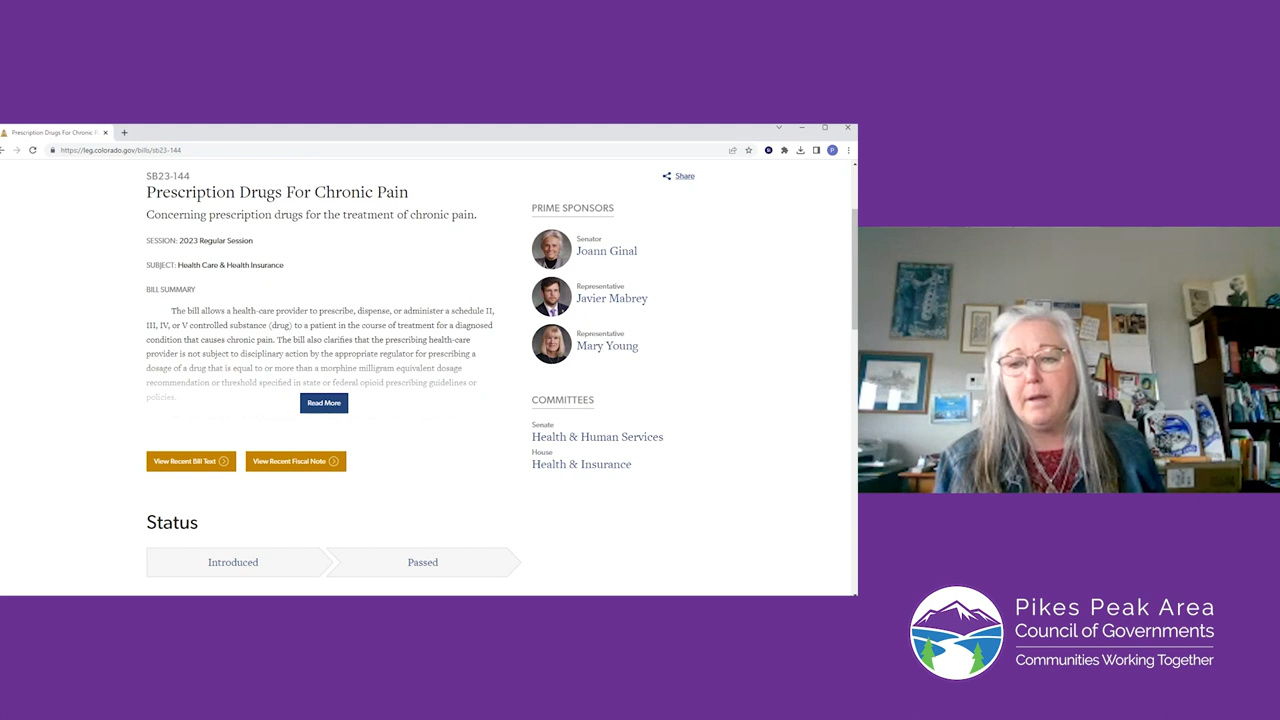 Prescription Drugs For Chronic P
https://leg.colorado.gov/bills/sb23-144
P
SB23-144
Prescription Drugs For Chronic Pain
Concerning prescription drugs for the treatment of chronic pain.
SESSION: 2023 Regular Session
SUBJECT: Health Care & Health Insurance
BILL SUMMARY
The bill allows a health-care provider to prescribe, dispense, or administer a schedule II,
III, IV, or V controlled substance (drug) to a patient in the course of treatment for a diagnosed
condition that causes chronic pain. The bill also clarifies that the prescribing health-care
provider is not subject to disciplinary action by the appropriate regulator for prescribing a
dosage of a drug that is equal to or more than a morphine milligram equivalent dosage
recommendation or threshold specified in state or federal opioid prescribing guidelines or
policies.
Read More
View Recent Bill Text
View Recent Fiscal Note
Status
Introduced
Passed
Share
PRIME SPONSORS
Senator
Joann Ginal
Representative
Javier Mabrey
Representative
Mary Young
COMMITTEES
Senate
Health & Human Services
House
Health & Insurance
Pikes Peak Area
Council of Governments
Communities Working Together